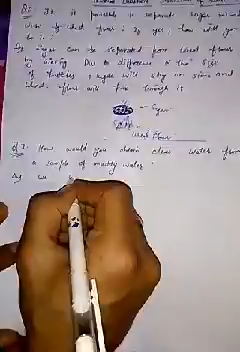 Q6. Is it possible to separate sugar mixed
with wheat flour? If yes, how will you
do it.
A) Sugar can be separated from wheat flour
by sieving. Due to difference in the size
of particles, sugar will stay on sieve and
wheat flour will pass through it
Sugar
Wheat Flour
Q7. How would you obtain clear water from
a sample of muddy water
A) We